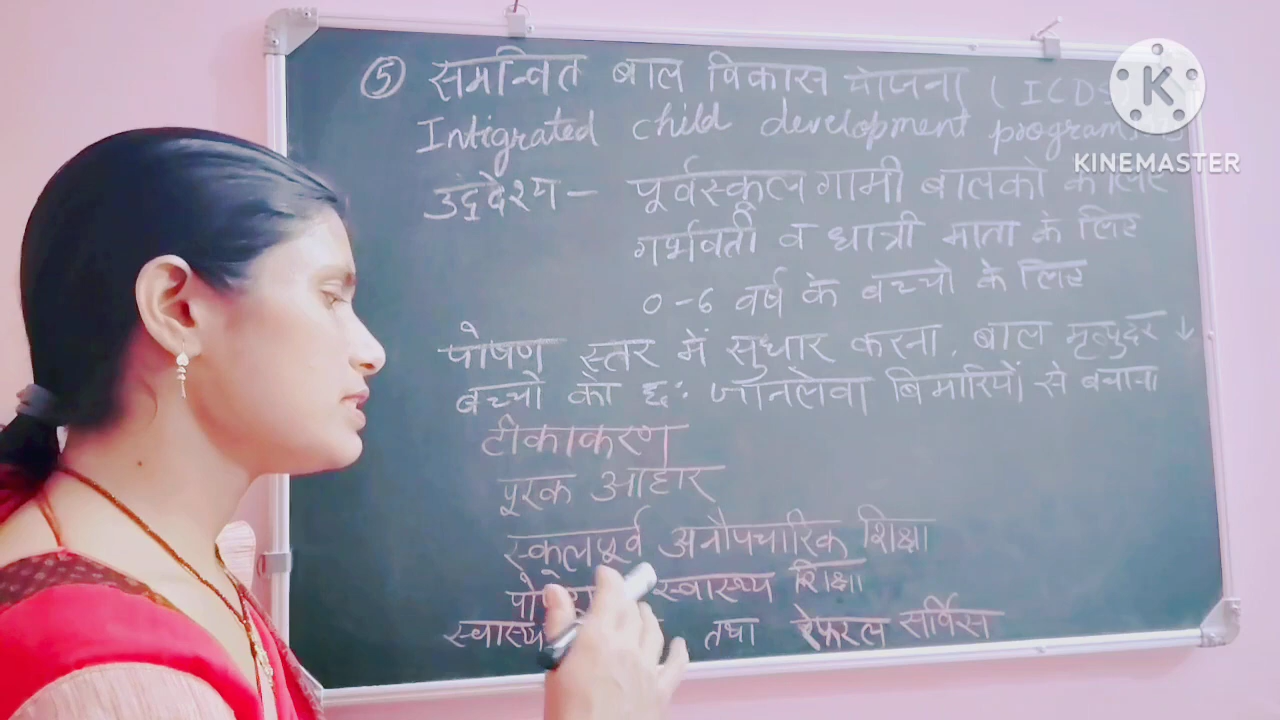 ⑤ समन्वित बाल विकास योजना ( ICDS
Intigrated child development program
उद्देश्य – पूर्वस्कूल गामी बालको के लिए
गर्भवती व धात्री माता के लिए
0-6 वर्ष के बच्चो के लिए
पोषण स्तर में सुधार करना. बाल मृत्युदर ↓
बच्चो को छः जानलेवा बिमारियों से बचाना
टीकाकरण
पूरक आहार
स्कूलपूर्व अनौपचारिक शिक्षा
स्वास्थ्य शिक्षा
स्वास्थ्य तथा रेफरल सर्विस
K
KINEMASTER